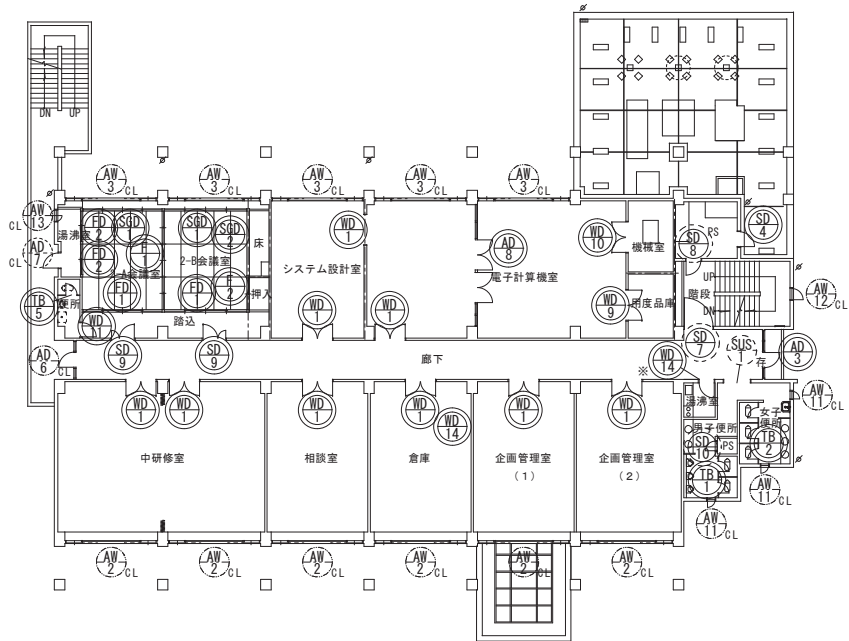 DN UP
AW
3 CL
AW
3 CL
AW
3 CL
AW
3 CL
AW
3 CL
AW
13
CL
AD
7
CL
湯沸室
FD
2
SGD
1
SGD
1
SGD
2
床
WD
1
FD
2
F
1
2-B会議室
システム設計室
AD
8
電子計算機室
WD
10
機械室
SD
8
PS
SD
4
FD
1
FD
1
F
2
押入
TB
5
便所
WD
11
踏込
WD
1
WD
1
WD
9
用度品庫
UP
階段
DN
AW
12
CL
AD
6 CL
SD
9
SD
9
廊下
※
WD
14
SD
7
SUS
1
存
AD
3
WD
1
WD
1
WD
1
WD
1
WD
14
WD
1
WD
1
湯沸室
男子便所
女子
便所
AW
11
CL
SD
10
PS
TB
2
TB
1
AW
11
CL
AW
11
CL
中研修室
相談室
倉庫
企画管理室
(1)
企画管理室
(2)
AW
2 CL
AW
2 CL
AW
2 CL
AW
2 CL
AW
2 CL
AW
2 CL